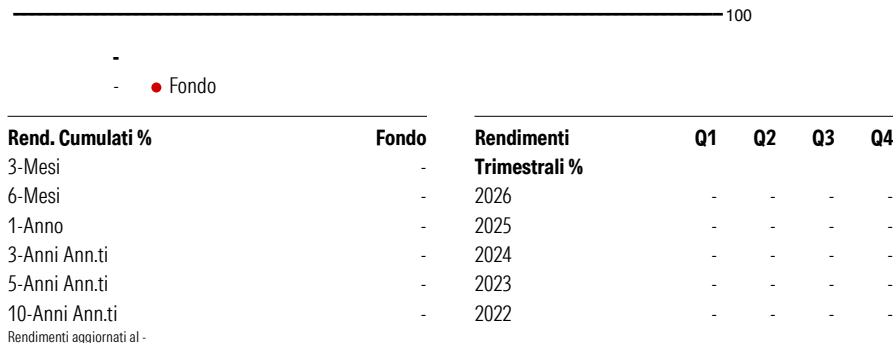 100
-
- Fondo
Rend. Cumulati % Fondo
3-Mesi -
6-Mesi -
1-Anno -
3-Anni Ann.ti -
5-Anni Ann.ti -
10-Anni Ann.ti -
Rendimenti aggiornati al -
Rendimenti Q1 Q2 Q3 Q4
Trimestrali %
2026 - - - -
2025 - - - -
2024 - - - -
2023 - - - -
2022 - - - -